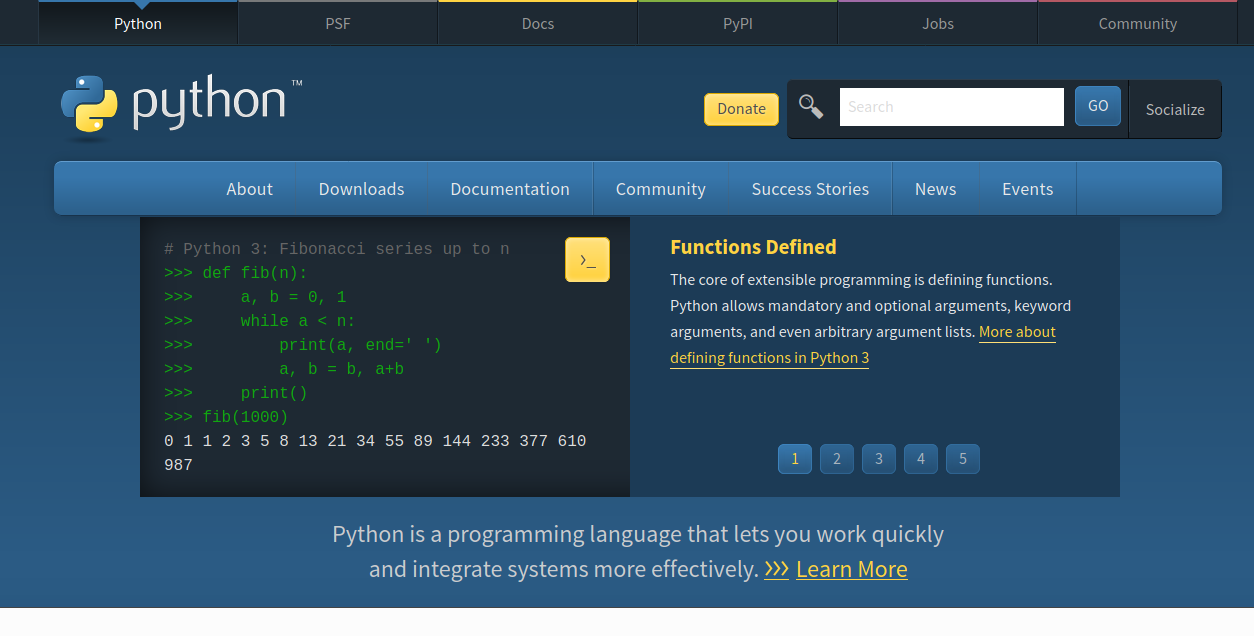 Python PSF Docs PyPI Jobs Community
python™
Donate Search GO Socialize
About Downloads Documentation Community Success Stories News Events
# Python 3: Fibonacci series up to n
>>> def fib(n):
>>>     a, b = 0, 1
>>>     while a < n:
>>>         print(a, end=' ')
>>>         a, b = b, a+b
>>>     print()
>>> fib(1000)
0 1 1 2 3 5 8 13 21 34 55 89 144 233 377 610
987
>_
Functions Defined
The core of extensible programming is defining functions.
Python allows mandatory and optional arguments, keyword
arguments, and even arbitrary argument lists. More about
defining functions in Python 3
1 2 3 4 5
Python is a programming language that lets you work quickly
and integrate systems more effectively. >>> Learn More